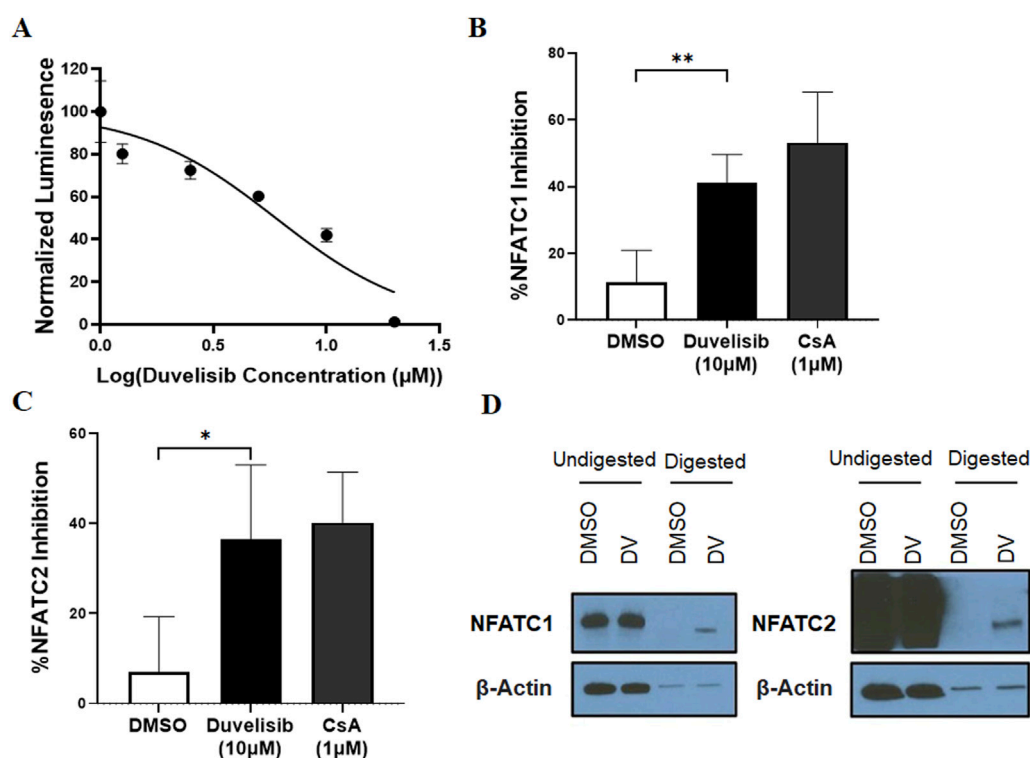 A
Normalized Luminesence
120
100
80
60
40
20
0
0.0
0.5
1.0
1.5
Log(Duvelisib Concentration (µM))
B
%NFATC1 Inhibition
80
60
40
20
0
**
DMSO
Duvelisib
(10µM)
CsA
(1µM)
C
%NFATC2 Inhibition
60
40
20
0
*
DMSO
Duvelisib
(10µM)
CsA
(1µM)
D
Undigested Digested
DMSO DV DMSO DV
NFATC1
β-Actin
Undigested Digested
DMSO DV DMSO DV
NFATC2
β-Actin